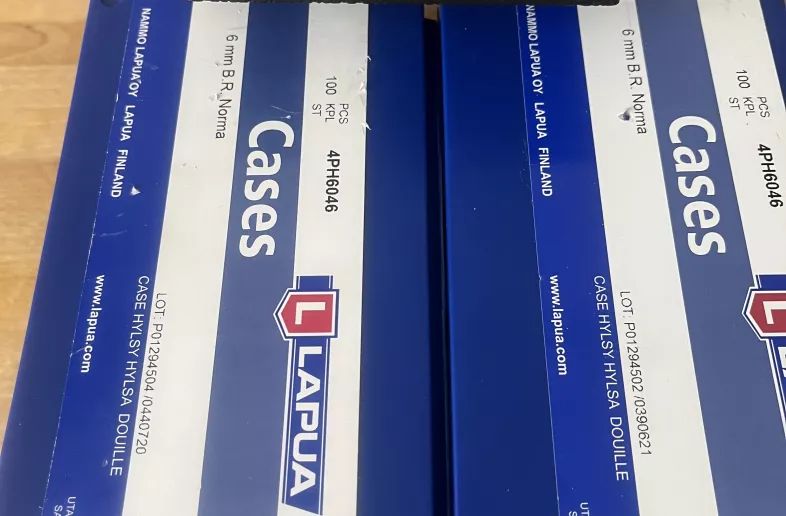 NAMMO LAPUA OY LAPUA FINLAND
www.lapua.com
CASE HYLSY HYLSA DOUILLE
LOT: P01294504 /0440720
6 mm B.R. Norma
Cases
100 PCS
KPL
ST
4PH6046
L LAPUA
NAMMO LAPUA OY LAPUA FINLAND
www.lapua.com
CASE HYLSY HYLSA DOUILLE
LOT: P01294502 /0390621
6 mm B.R. Norma
Cases
100 PCS
KPL
ST
4PH6046
L